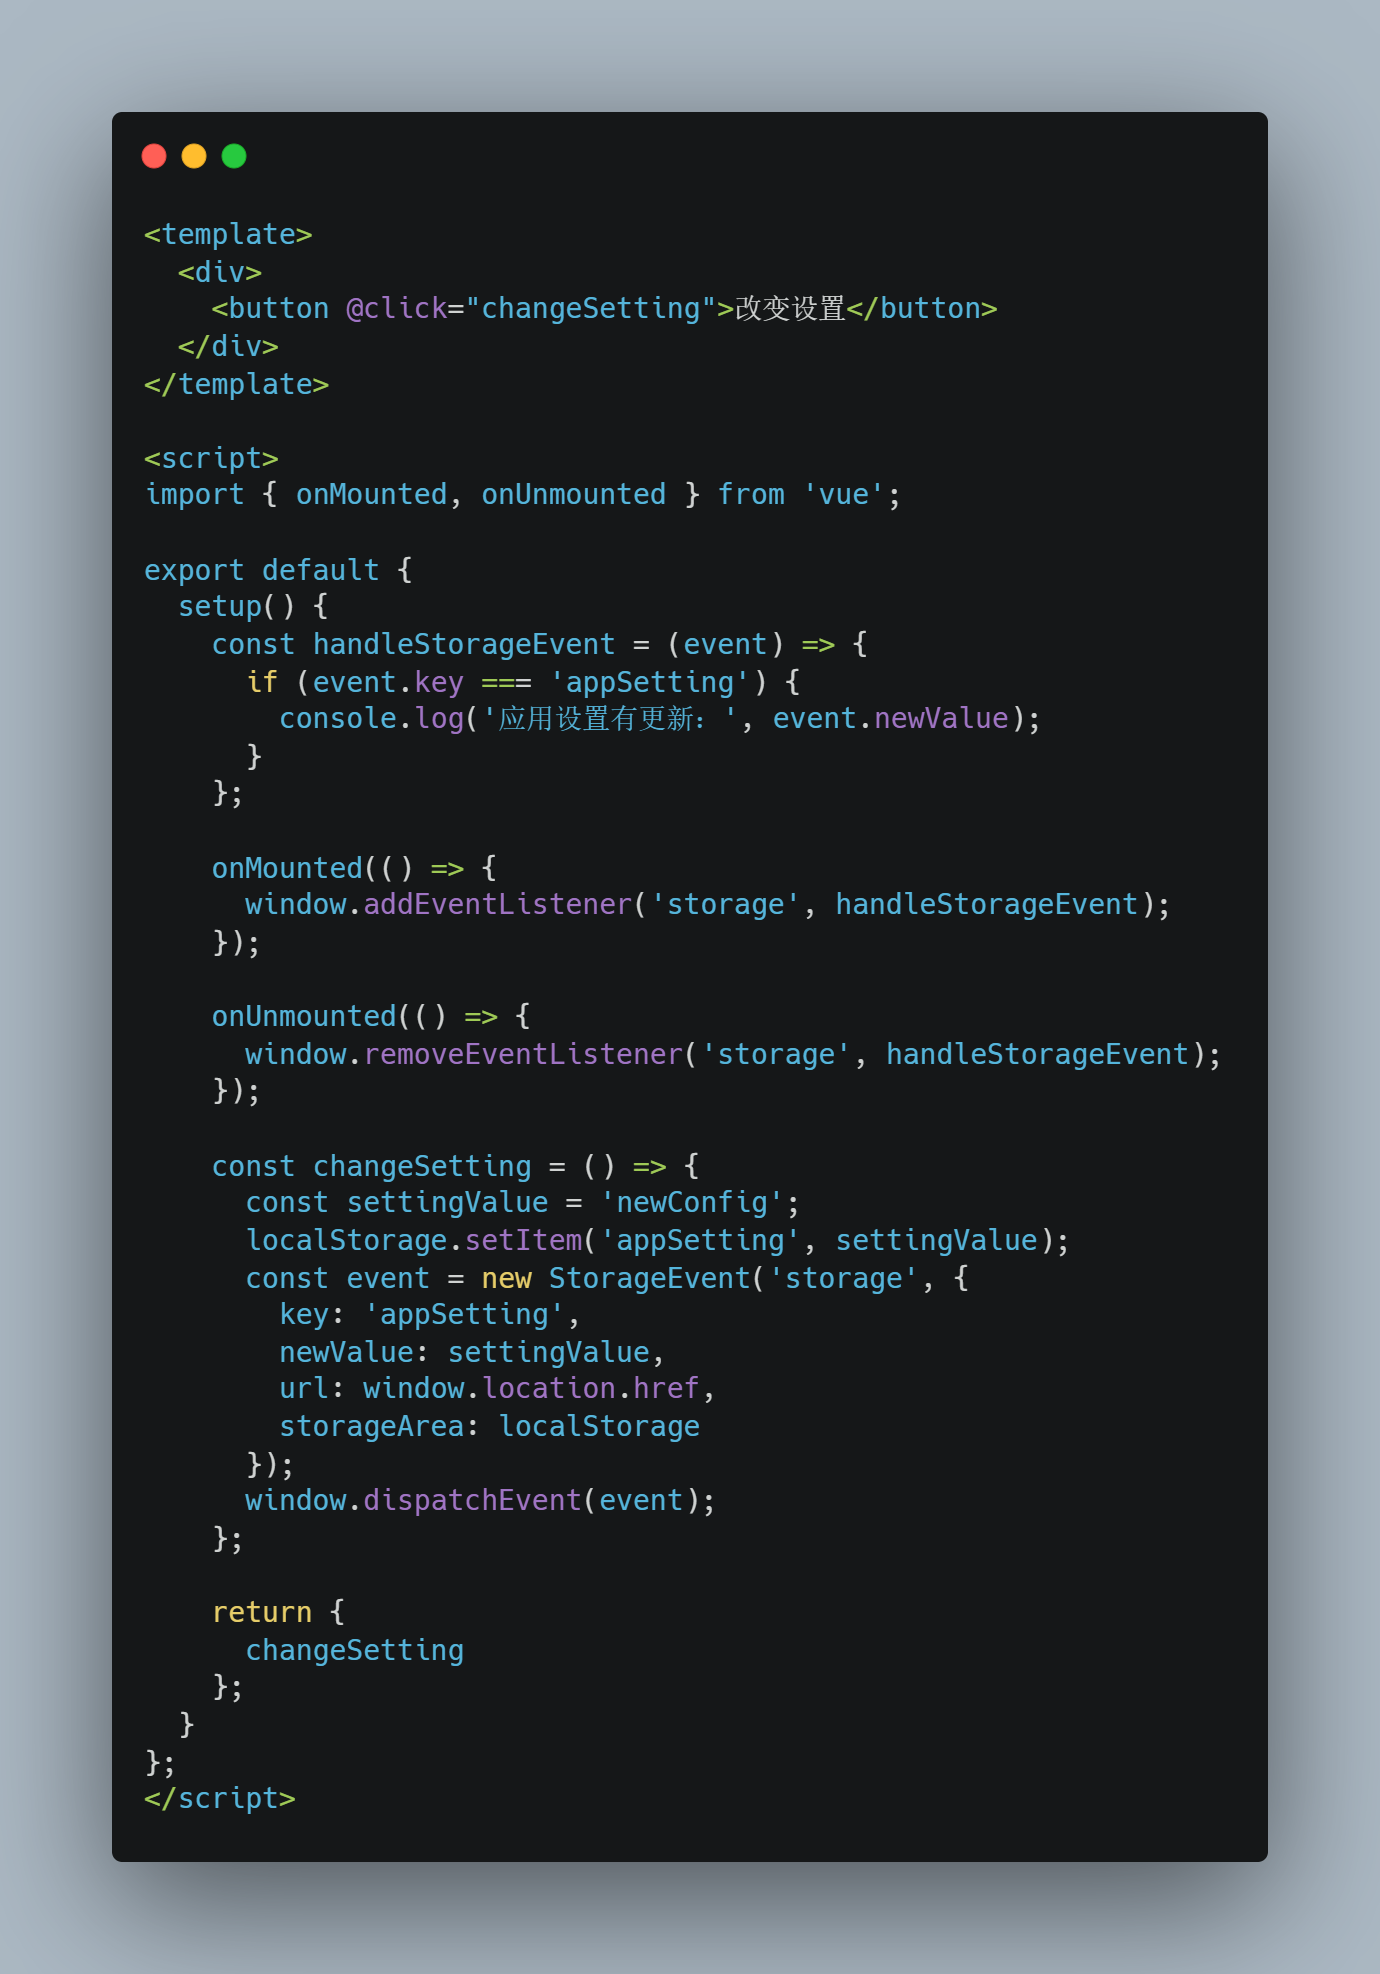 <template>
  <div>
    <button @click="changeSetting">改变设置</button>
  </div>
</template>

<script>
import { onMounted, onUnmounted } from 'vue';

export default {
  setup() {
    const handleStorageEvent = (event) => {
      if (event.key === 'appSetting') {
        console.log('应用设置有更新：', event.newValue);
      }
    };

    onMounted(() => {
      window.addEventListener('storage', handleStorageEvent);
    });

    onUnmounted(() => {
      window.removeEventListener('storage', handleStorageEvent);
    });

    const changeSetting = () => {
      const settingValue = 'newConfig';
      localStorage.setItem('appSetting', settingValue);
      const event = new StorageEvent('storage', {
        key: 'appSetting',
        newValue: settingValue,
        url: window.location.href,
        storageArea: localStorage
      });
      window.dispatchEvent(event);
    };

    return {
      changeSetting
    };
  }
};
</script>